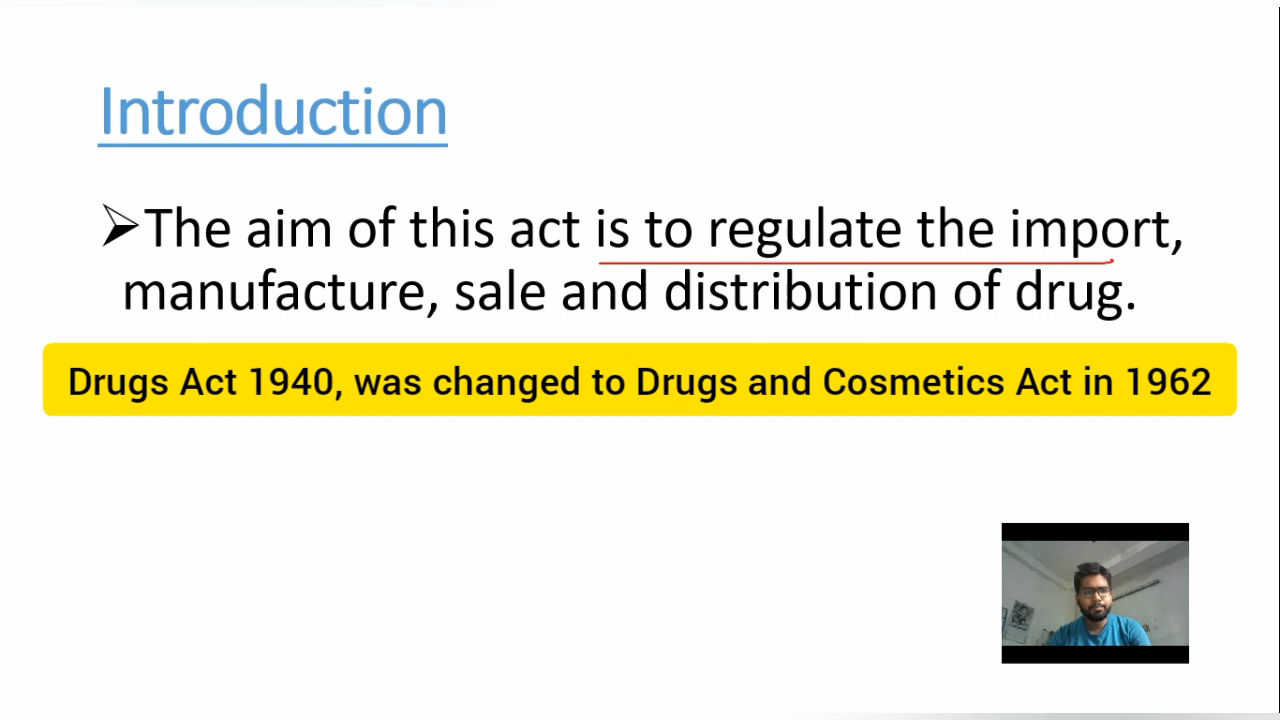 Introduction
The aim of this act is to regulate the import,
manufacture, sale and distribution of drug.
Drugs Act 1940, was changed to Drugs and Cosmetics Act in 1962